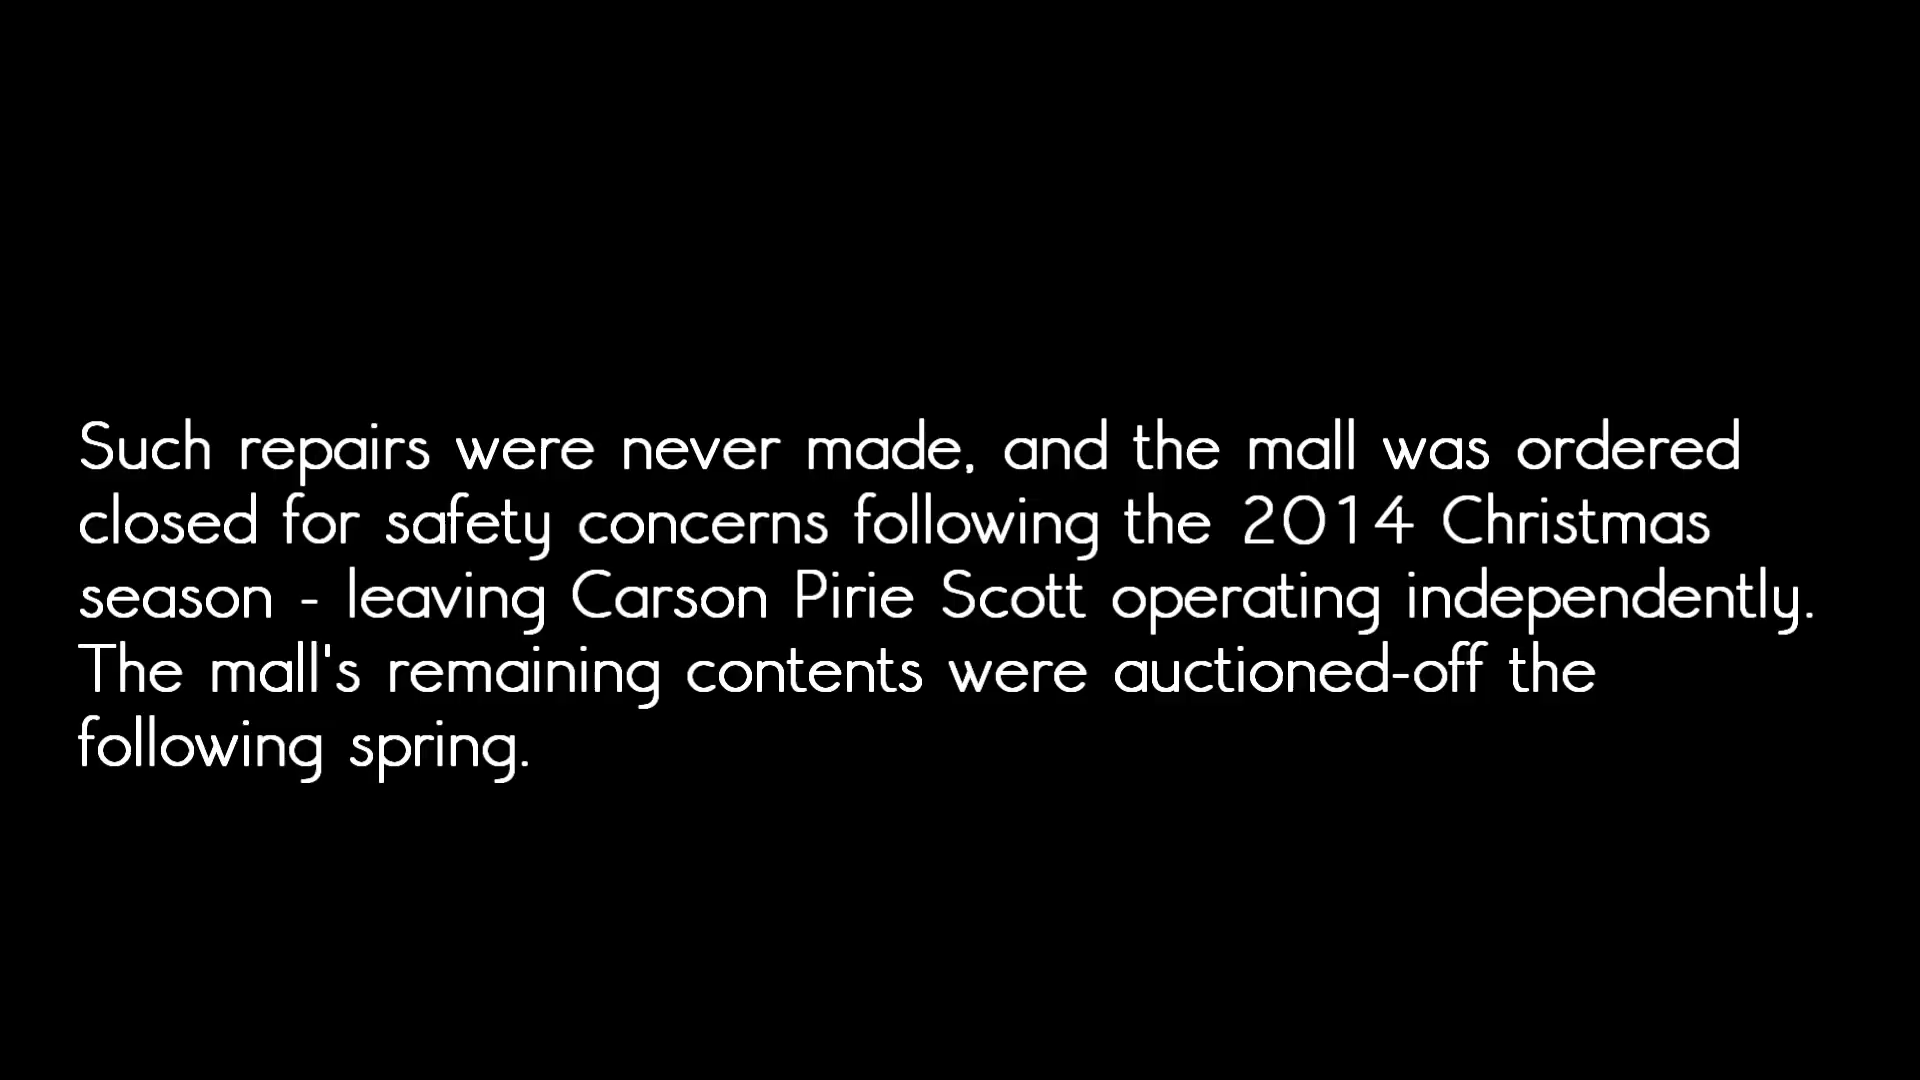 Such repairs were never made, and the mall was ordered
closed for safety concerns following the 2014 Christmas
season - leaving Carson Pirie Scott operating independently.
The mall's remaining contents were auctioned-off the
following spring.